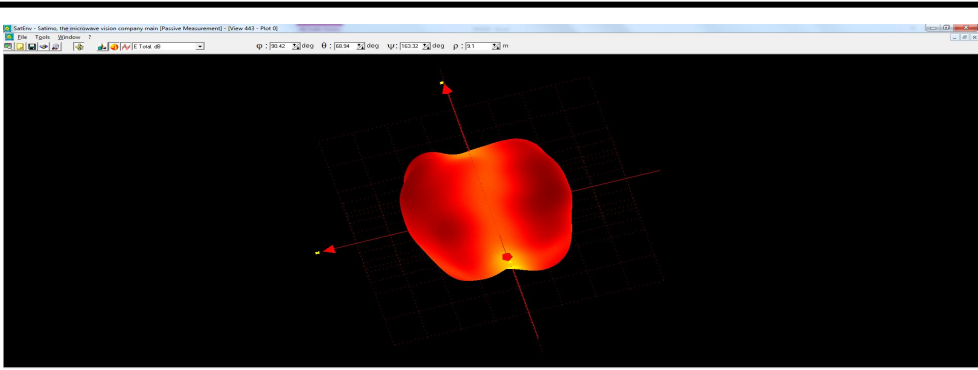 SatEnv - Satimo, the microwave vision company main [Passive Measurement] - [View 443 - Plot 0]
File Tools Window ?
E Total dB φ : 90.42 deg θ : 68.94 deg ψ : 163.32 deg ρ : 9.1 m